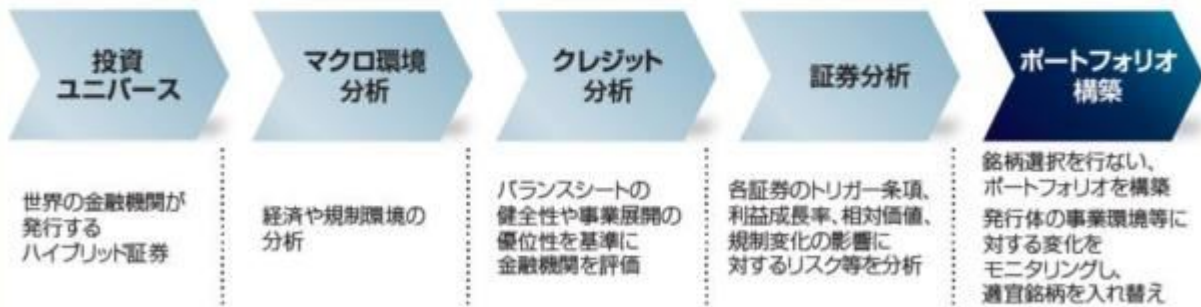 投資
ユニバース
マクロ環境
分析
クレジット
分析
証券分析
ポートフォリオ
構築
世界の金融機関が
発行する
ハイブリッド証券
経済や規制環境の
分析
バランスシートの
健全性や事業展開の
優位性を基準に
金融機関を評価
各証券のトリガー条項、
利益成長率、相対価値、
規制変化の影響に
対するリスク等を分析
銘柄選択を行ない、
ポートフォリオを構築
発行体の事業環境等に
対する変化を
モニタリングし、
適宜銘柄を入れ替え